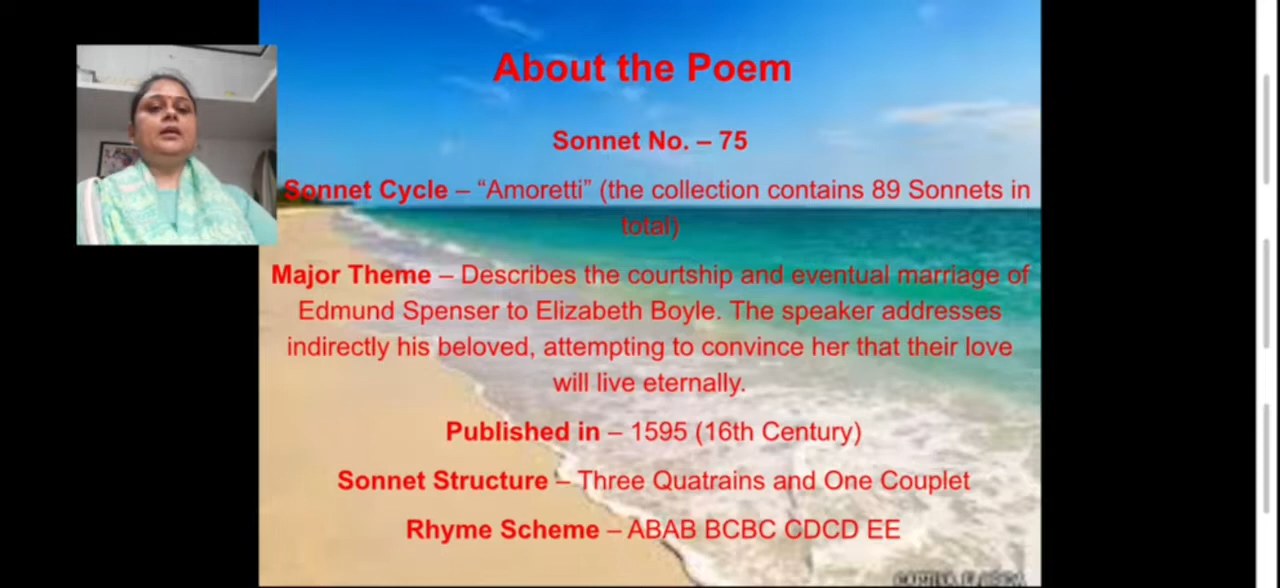 About the Poem
Sonnet No. – 75
Sonnet Cycle – “Amoretti” (the collection contains 89 Sonnets in
total)
Major Theme – Describes the courtship and eventual marriage of
Edmund Spenser to Elizabeth Boyle. The speaker addresses
indirectly his beloved, attempting to convince her that their love
will live eternally.
Published in – 1595 (16th Century)
Sonnet Structure – Three Quatrains and One Couplet
Rhyme Scheme – ABAB BCBC CDCD EE